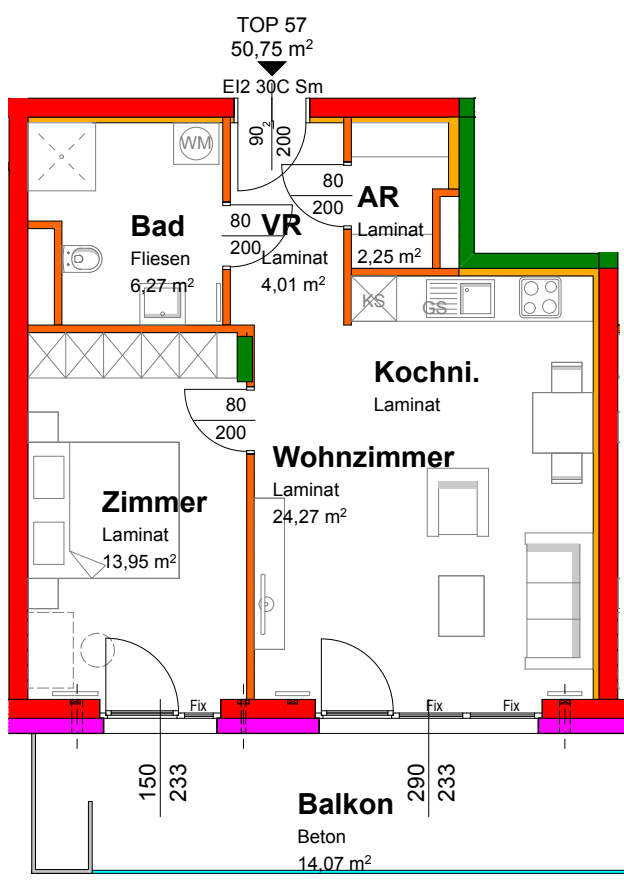 TOP 57
50,75 m²
EI2 30C Sm
90₂
200
WM
80
200
AR
Laminat
2,25 m²
Bad
Fliesen
6,27 m²
80
200
VR
Laminat
4,01 m²
KS
GS
Kochni.
Laminat
80
200
Wohnzimmer
Laminat
24,27 m²
Zimmer
Laminat
13,95 m²
Fix
Fix
Fix
150
233
290
233
Balkon
Beton
14,07 m²